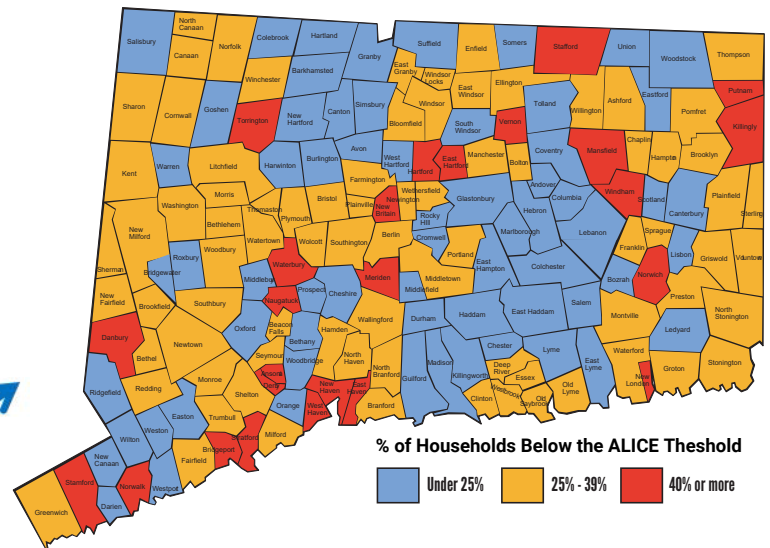 Salisbury
North
Canaan
Canaan
Norfolk
Colebrook
Hartland
Granby
Suffield
Enfield
Somers
Stafford
Union
Woodstock
Thompson
Winchester
Barkhamsted
East
Granby
Windsor
Locks
East
Windsor
Ellington
Sharon
Cornwall
Goshen
Torrington
New
Hartford
Canton
Simsbury
Bloomfield
Windsor
South
Windsor
Vernon
Tolland
Willington
Ashford
Eastford
Pomfret
Putnam
Killingly
Kent
Warren
Litchfield
Harwinton
Burlington
Avon
West
Hartford
Hartford
East
Hartford
Manchester
Bolton
Coventry
Mansfield
Chaplin
Hampto
Brooklyn
Farmington
Andover
Columbia
Windham
Scotland
Canterbury
Plainfield
Sterling
Washington
Morris
Bethlehem
Thomaston
Plymouth
Bristol
Plainville
New
Britain
Newington
Wethersfield
Rocky
Hill
Glastonbury
Hebron
Marlborough
Lebanon
New
Milford
Woodbury
Watertown
Wolcott
Southington
Berlin
Cromwell
Portland
East
Hampton
Colchester
Franklin
Sprague
Lisbon
Griswold
Voluntown
Sherman
Bridgewater
Roxbury
Waterbury
Meriden
Middletown
Middlefield
Bozrah
Norwich
Preston
North
Stonington
New
Fairfield
Brookfield
Southbury
Middlebu
Naugatuck
Prospect
Cheshire
Wallingford
Durham
Haddam
East Haddam
Salem
Montville
Ledyard
Danbury
Bethel
Newtown
Oxford
Beacon
Falls
Bethany
Hamden
North
Haven
North
Branford
Guilford
Madison
Killingworth
Chester
Deep
River
Essex
Lyme
East
Lyme
Waterford
New
London
Groton
Stonington
Ridgefield
Redding
Monroe
Seymour
Woodbridge
Ansonia
Derby
New
Haven
East
Haven
Branford
Clinton
Westbrook
Old
Saybrook
Old
Lyme
Shelton
Orange
West
Haven
Easton
Trumbull
Milford
Wilton
Weston
Stratford
Bridgeport
Fairfield
New
Canaan
Norwalk
Westport
Darien
Stamford
Greenwich
% of Households Below the ALICE Theshold
Under 25%
25% - 39%
40% or more